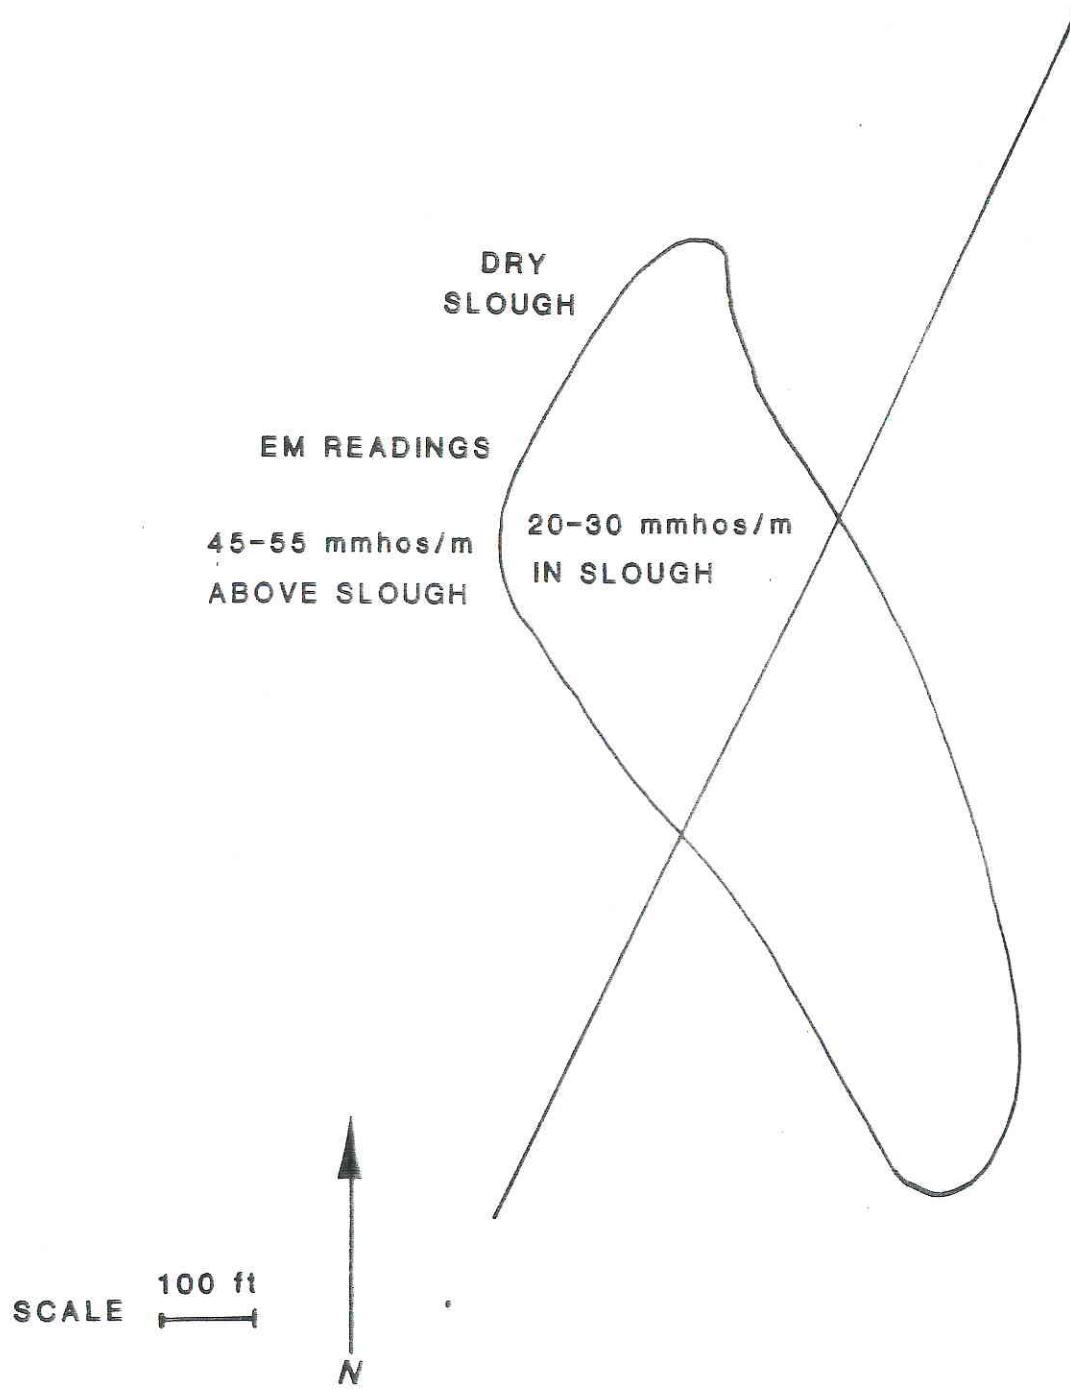 DRY
SLOUGH
EM READINGS
45-55 mmhos/m
ABOVE SLOUGH
20-30 mmhos/m
IN SLOUGH
100 ft
SCALE
N